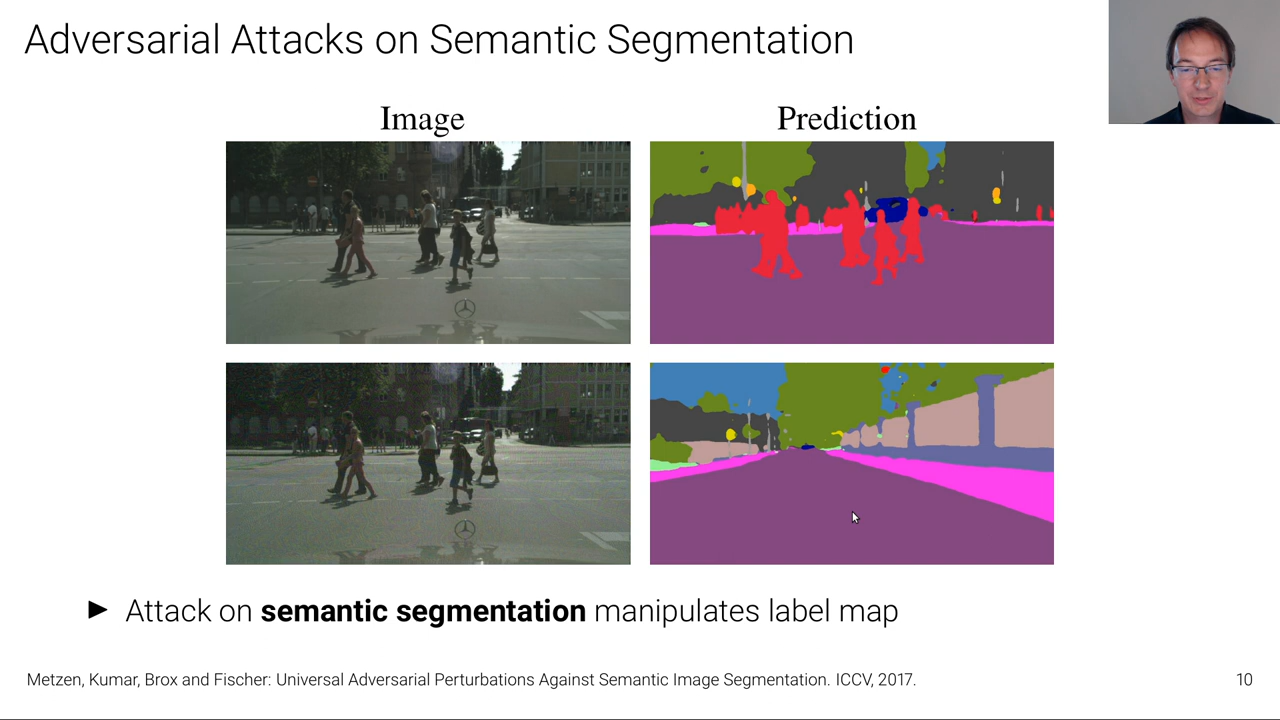 Adversarial Attacks on Semantic Segmentation
Image
Prediction
► Attack on semantic segmentation manipulates label map
Metzen, Kumar, Brox and Fischer: Universal Adversarial Perturbations Against Semantic Image Segmentation. ICCV, 2017.
10